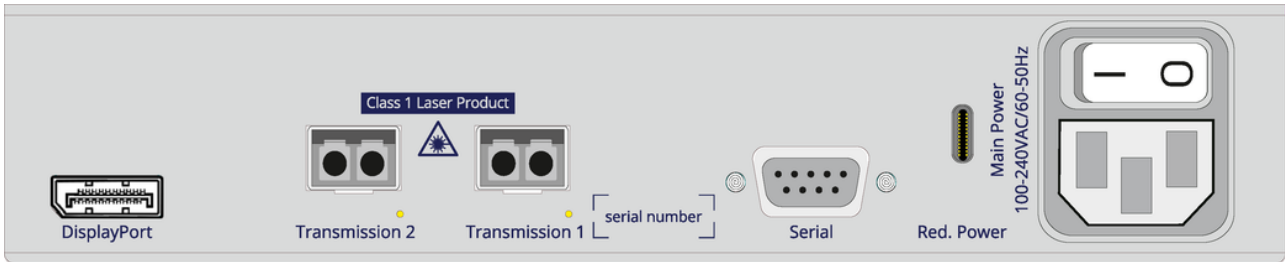 Class 1 Laser Product
DisplayPort
Transmission 2
Transmission 1
serial number
Serial
Red. Power
Main Power
100-240VAC/60-50Hz